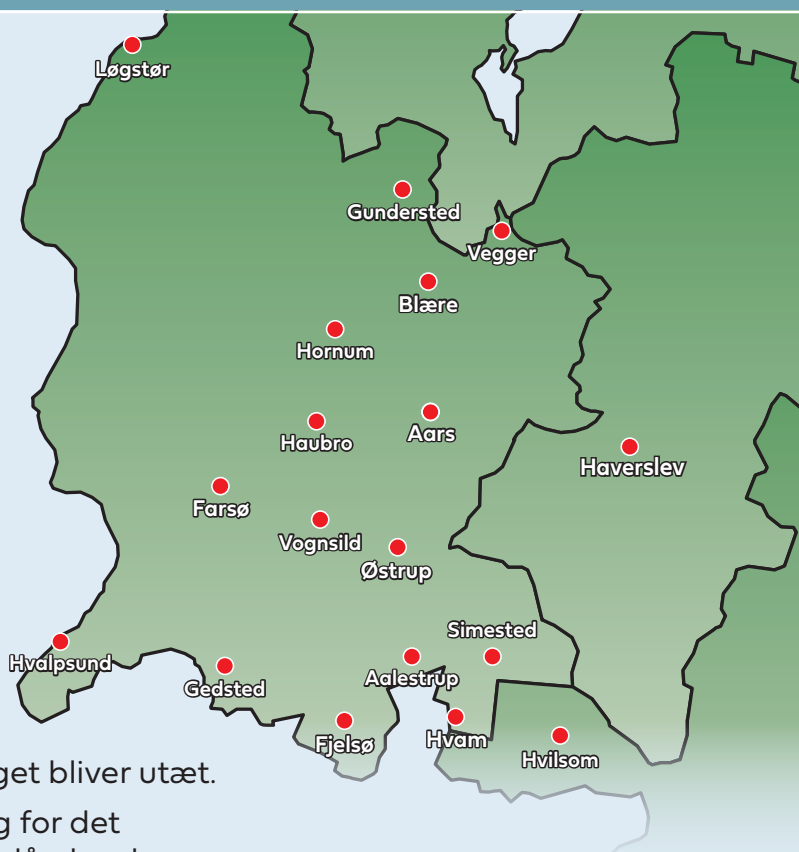 Løgstør
Gundersted
Vegger
Blære
Hornum
Aars
Haubro
Haverslev
Farsø
Vognsild
Østrup
Simested
Hvalpsund
Aalestrup
Gedsted
Fjelsø
Hvam
Hvilsom
get bliver utæt.
g for det